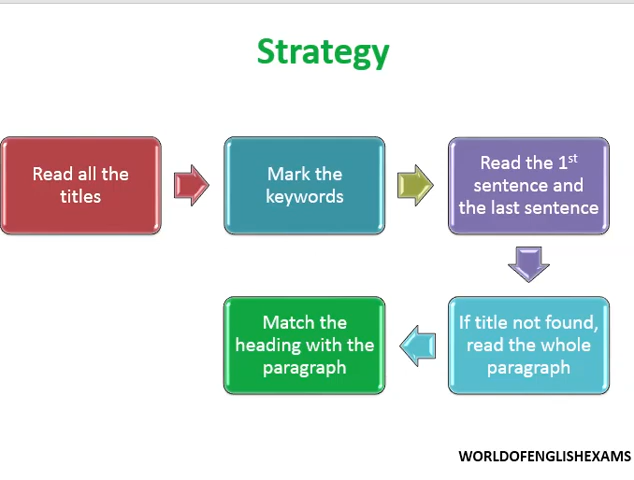 Strategy
Read all the
titles
Mark the
keywords
Read the 1st
sentence and
the last sentence
If title not found,
read the whole
paragraph
Match the
heading with the
paragraph
WORLDOFENGLISHEXAMS